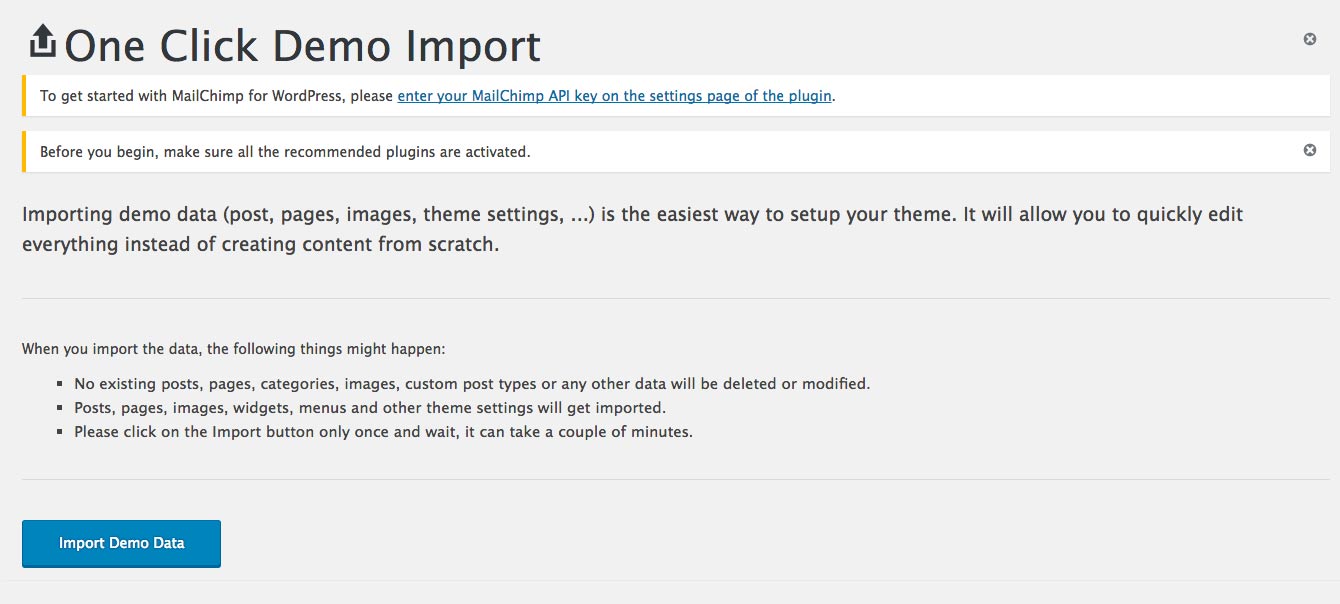 One Click Demo Import
To get started with MailChimp for WordPress, please enter your MailChimp API key on the settings page of the plugin.
Before you begin, make sure all the recommended plugins are activated.
Importing demo data (post, pages, images, theme settings, ...) is the easiest way to setup your theme. It will allow you to quickly edit
everything instead of creating content from scratch.
When you import the data, the following things might happen:
▪ No existing posts, pages, categories, images, custom post types or any other data will be deleted or modified.
▪ Posts, pages, images, widgets, menus and other theme settings will get imported.
▪ Please click on the Import button only once and wait, it can take a couple of minutes.
Import Demo Data